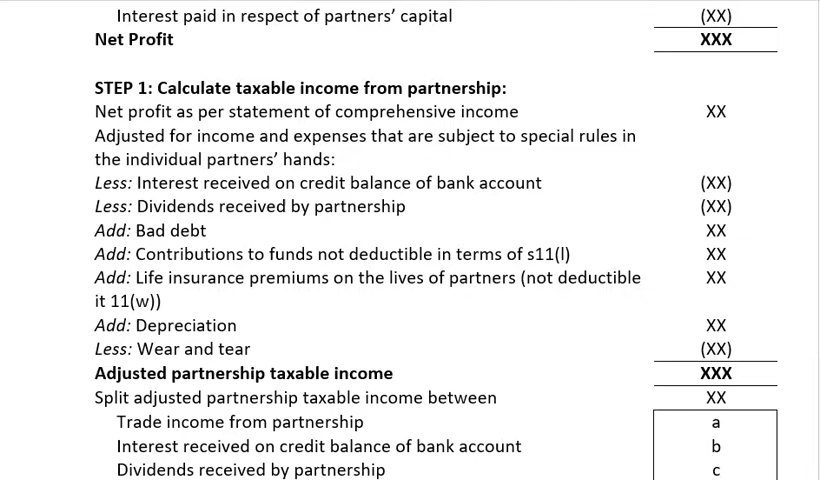 Interest paid in respect of partners' capital (XX)
Net Profit XXX
STEP 1: Calculate taxable income from partnership:
Net profit as per statement of comprehensive income XX
Adjusted for income and expenses that are subject to special rules in
the individual partners' hands:
Less: Interest received on credit balance of bank account (XX)
Less: Dividends received by partnership (XX)
Add: Bad debt XX
Add: Contributions to funds not deductible in terms of s11(l) XX
Add: Life insurance premiums on the lives of partners (not deductible XX
it 11(w))
Add: Depreciation XX
Less: Wear and tear (XX)
Adjusted partnership taxable income XXX
Split adjusted partnership taxable income between XX
Trade income from partnership a
Interest received on credit balance of bank account b
Dividends received by partnership c